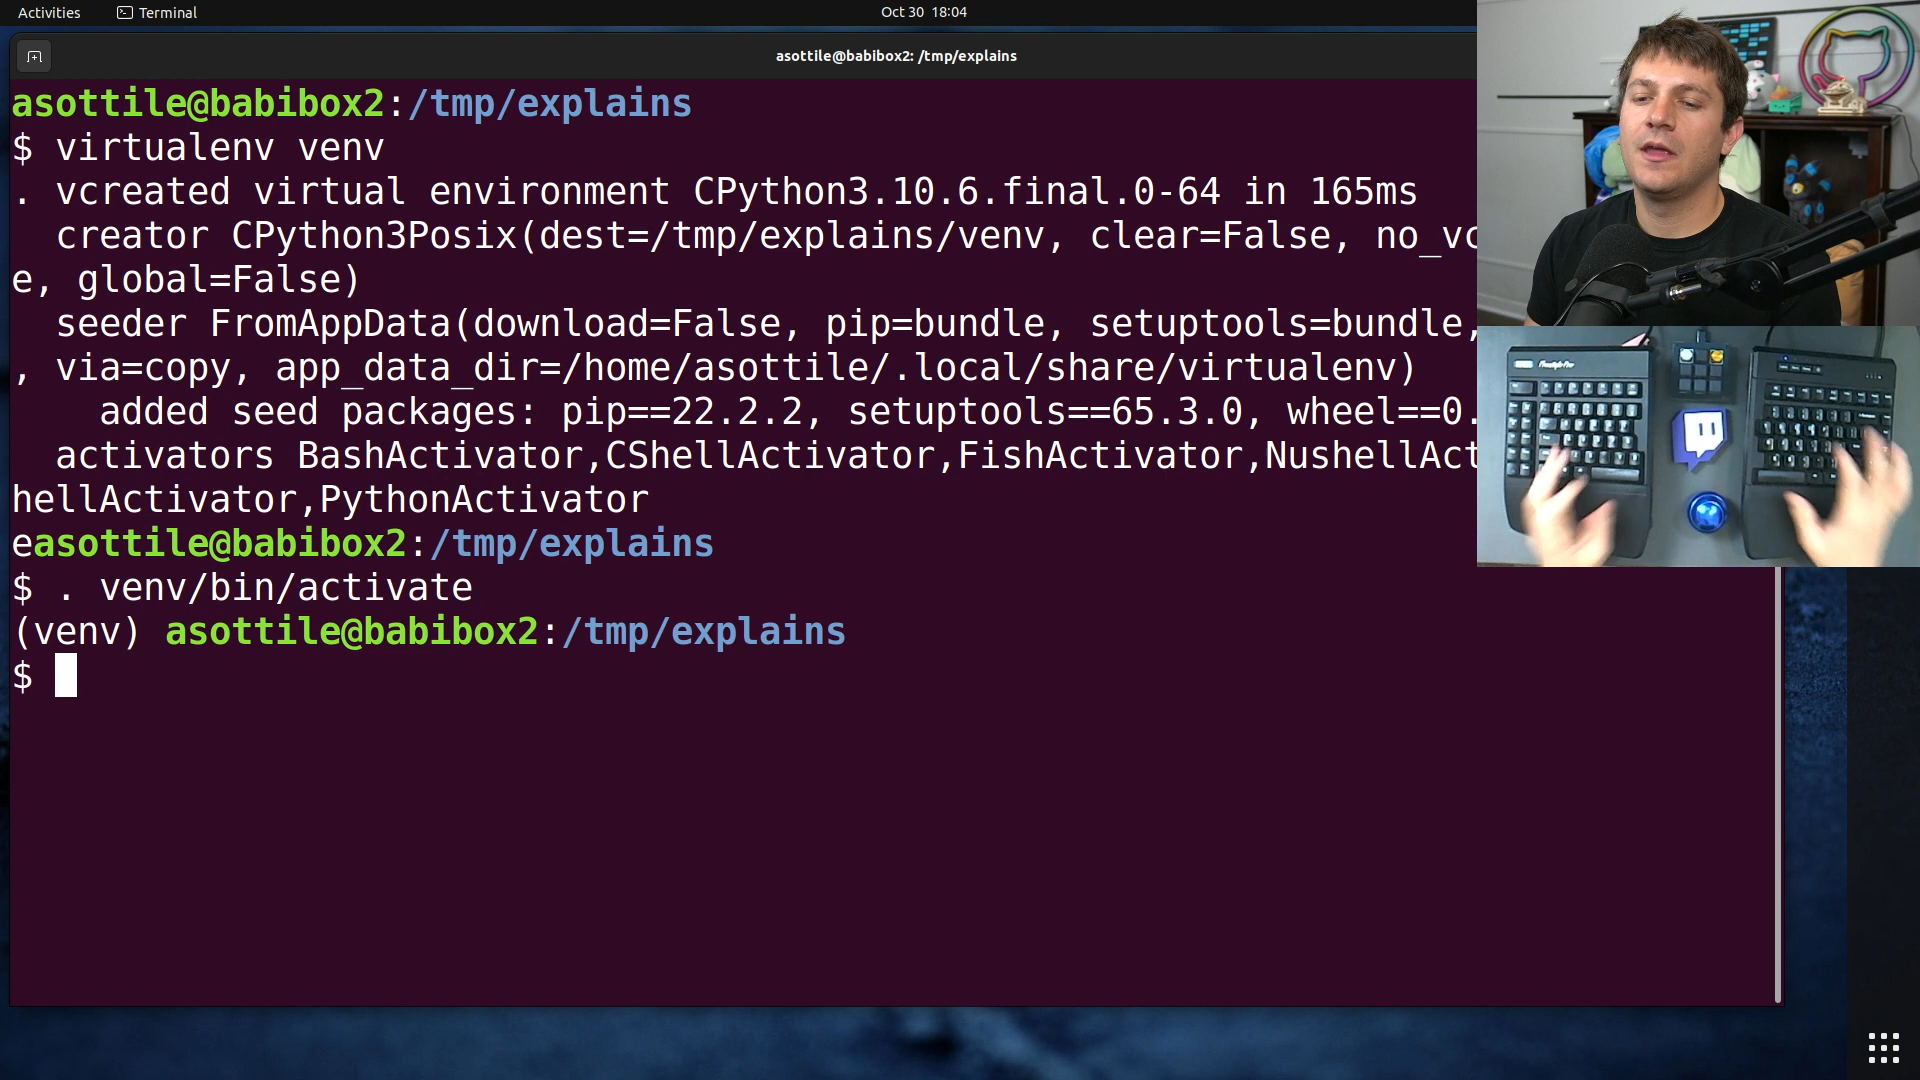 Activities Terminal Oct 30 18:04
asottile@babibox2: /tmp/explains
asottile@babibox2:/tmp/explains
$ virtualenv venv
. vcreated virtual environment CPython3.10.6.final.0-64 in 165ms
creator CPython3Posix(dest=/tmp/explains/venv, clear=False, no_vc
e, global=False)
seeder FromAppData(download=False, pip=bundle, setuptools=bundle,
, via=copy, app_data_dir=/home/asottile/.local/share/virtualenv)
added seed packages: pip==22.2.2, setuptools==65.3.0, wheel==0.
activators BashActivator,CShellActivator,FishActivator,NushellAct
hellActivator,PythonActivator
easottile@babibox2:/tmp/explains
$ . venv/bin/activate
(venv) asottile@babibox2:/tmp/explains
$